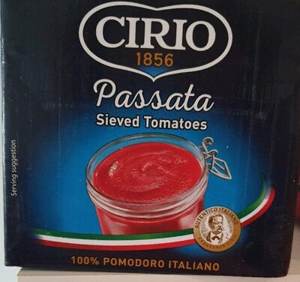 CIRIO
1856
Passata
Sieved Tomatoes
Serving suggestion
100% POMODORO ITALIANO